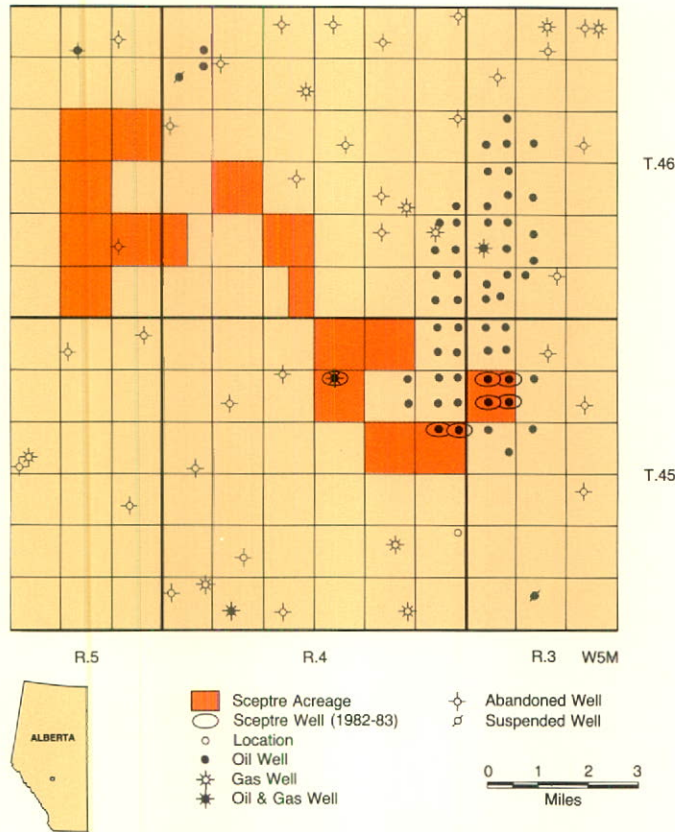 T.46
T.45
R.5 R.4 R.3 W5M
ALBERTA
Sceptre Acreage
Sceptre Well (1982-83)
Location
Oil Well
Gas Well
Oil & Gas Well
Abandoned Well
Suspended Well
0 1 2 3
Miles